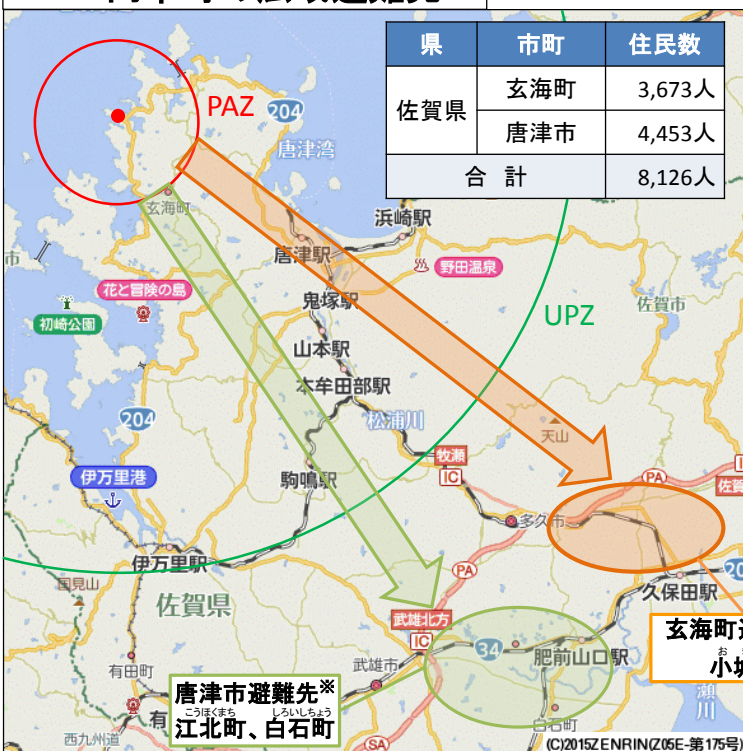 県 市町 住民数
佐賀県 玄海町 3,673人
唐津市 4,453人
合 計 8,126人
PAZ
204
唐津湾
玄海町
浜崎駅
唐津駅
野田温泉
花と冒険の島
鬼塚駅
UPZ
佐賀市
初崎公園
山本駅
本牟田部駅
204
松浦川
天山
牧瀬
IC
PA
伊万里港
駒鳴駅
多久市
伊万里駅
PA
久保田駅
国見山
佐賀県
武雄北方
IC
34
肥前山口駅
武雄市
有田町
唐津市避難先※
こうほくまち しろいしちょう
江北町、白石町
白石町
西九州道
SA
(C)2015ZENRIN(Z05E-第175号)